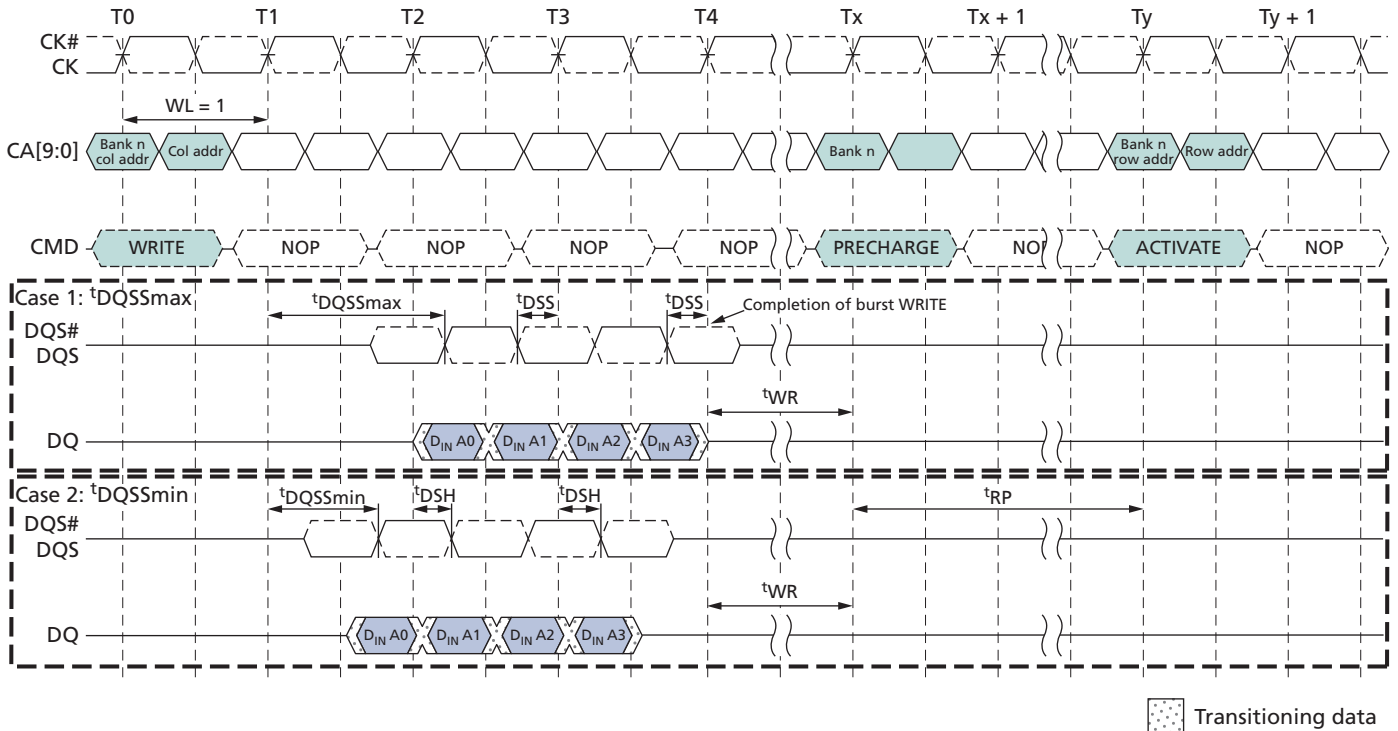 T0 T1 T2 T3 T4 Tx Tx + 1 Ty Ty + 1
CK#
CK
WL = 1
CA[9:0] Bank n col addr Col addr Bank n Bank n row addr Row addr
CMD WRITE NOP NOP NOP NOP PRECHARGE NOP ACTIVATE NOP
Case 1: tDQSSmax
tDQSSmax tDSS tDSS Completion of burst WRITE
DQS#
DQS
tWR
DQ DIN A0 DIN A1 DIN A2 DIN A3
Case 2: tDQSSmin
tDQSSmin tDSH tDSH tRP
DQS#
DQS
tWR
DQ DIN A0 DIN A1 DIN A2 DIN A3
Transitioning data